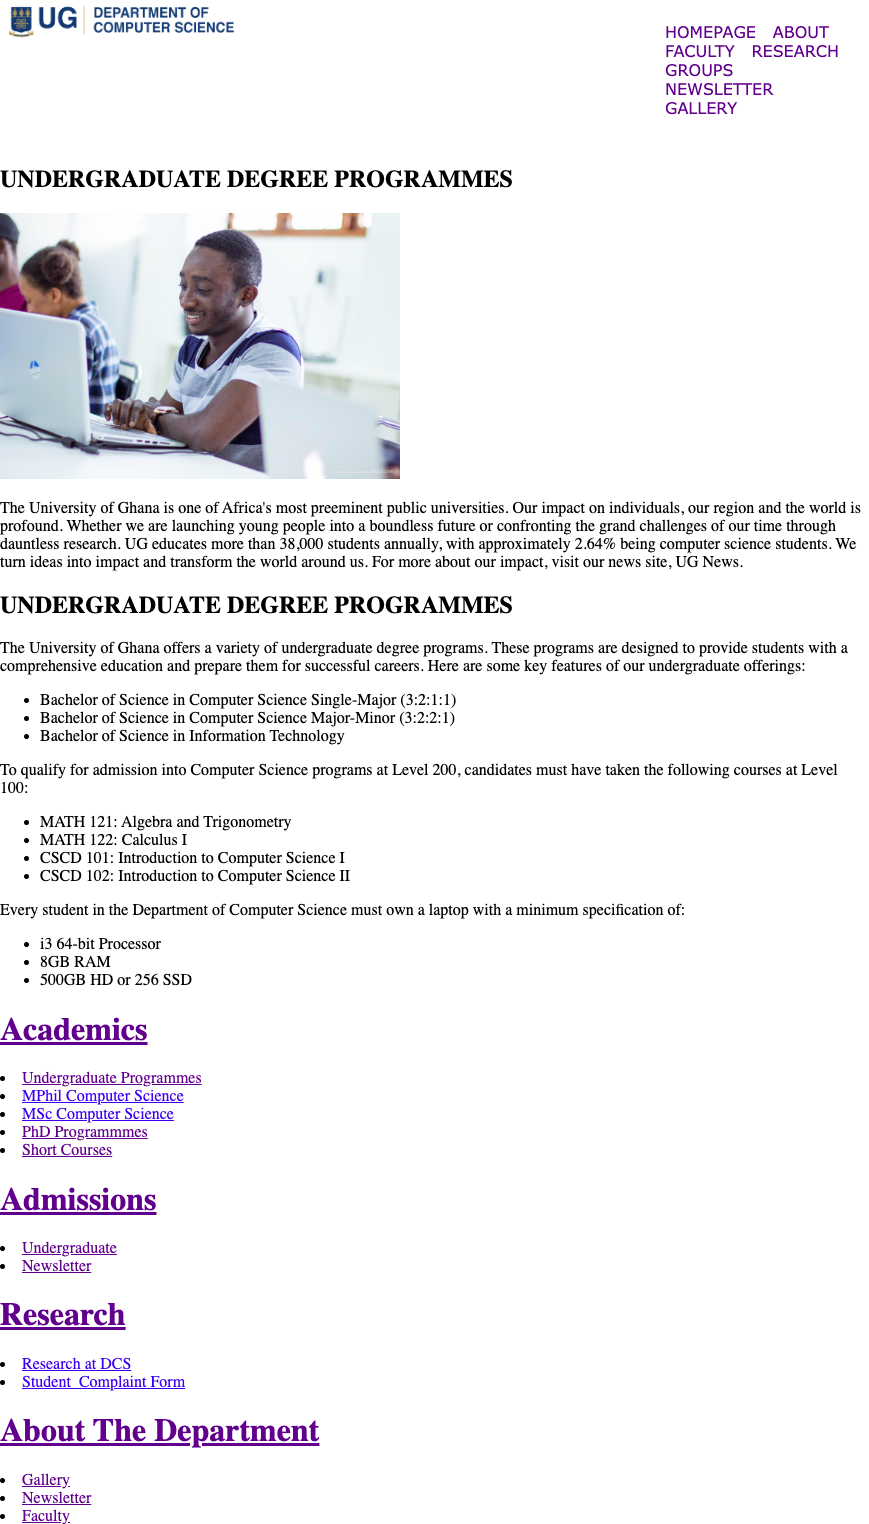 UG DEPARTMENT OF
COMPUTER SCIENCE
HOMEPAGE ABOUT
FACULTY RESEARCH
GROUPS
NEWSLETTER
GALLERY
UNDERGRADUATE DEGREE PROGRAMMES
The University of Ghana is one of Africa's most preeminent public universities. Our impact on individuals, our region and the world is
profound. Whether we are launching young people into a boundless future or confronting the grand challenges of our time through
dauntless research. UG educates more than 38,000 students annually, with approximately 2.64% being computer science students. We
turn ideas into impact and transform the world around us. For more about our impact, visit our news site, UG News.
UNDERGRADUATE DEGREE PROGRAMMES
The University of Ghana offers a variety of undergraduate degree programs. These programs are designed to provide students with a
comprehensive education and prepare them for successful careers. Here are some key features of our undergraduate offerings:
• Bachelor of Science in Computer Science Single-Major (3:2:1:1)
• Bachelor of Science in Computer Science Major-Minor (3:2:2:1)
• Bachelor of Science in Information Technology
To qualify for admission into Computer Science programs at Level 200, candidates must have taken the following courses at Level
100:
• MATH 121: Algebra and Trigonometry
• MATH 122: Calculus I
• CSCD 101: Introduction to Computer Science I
• CSCD 102: Introduction to Computer Science II
Every student in the Department of Computer Science must own a laptop with a minimum specification of:
• i3 64-bit Processor
• 8GB RAM
• 500GB HD or 256 SSD
Academics
• Undergraduate Programmes
• MPhil Computer Science
• MSc Computer Science
• PhD Programmmes
• Short Courses
Admissions
• Undergraduate
• Newsletter
Research
• Research at DCS
• Student  Complaint Form
About The Department
• Gallery
• Newsletter
• Faculty